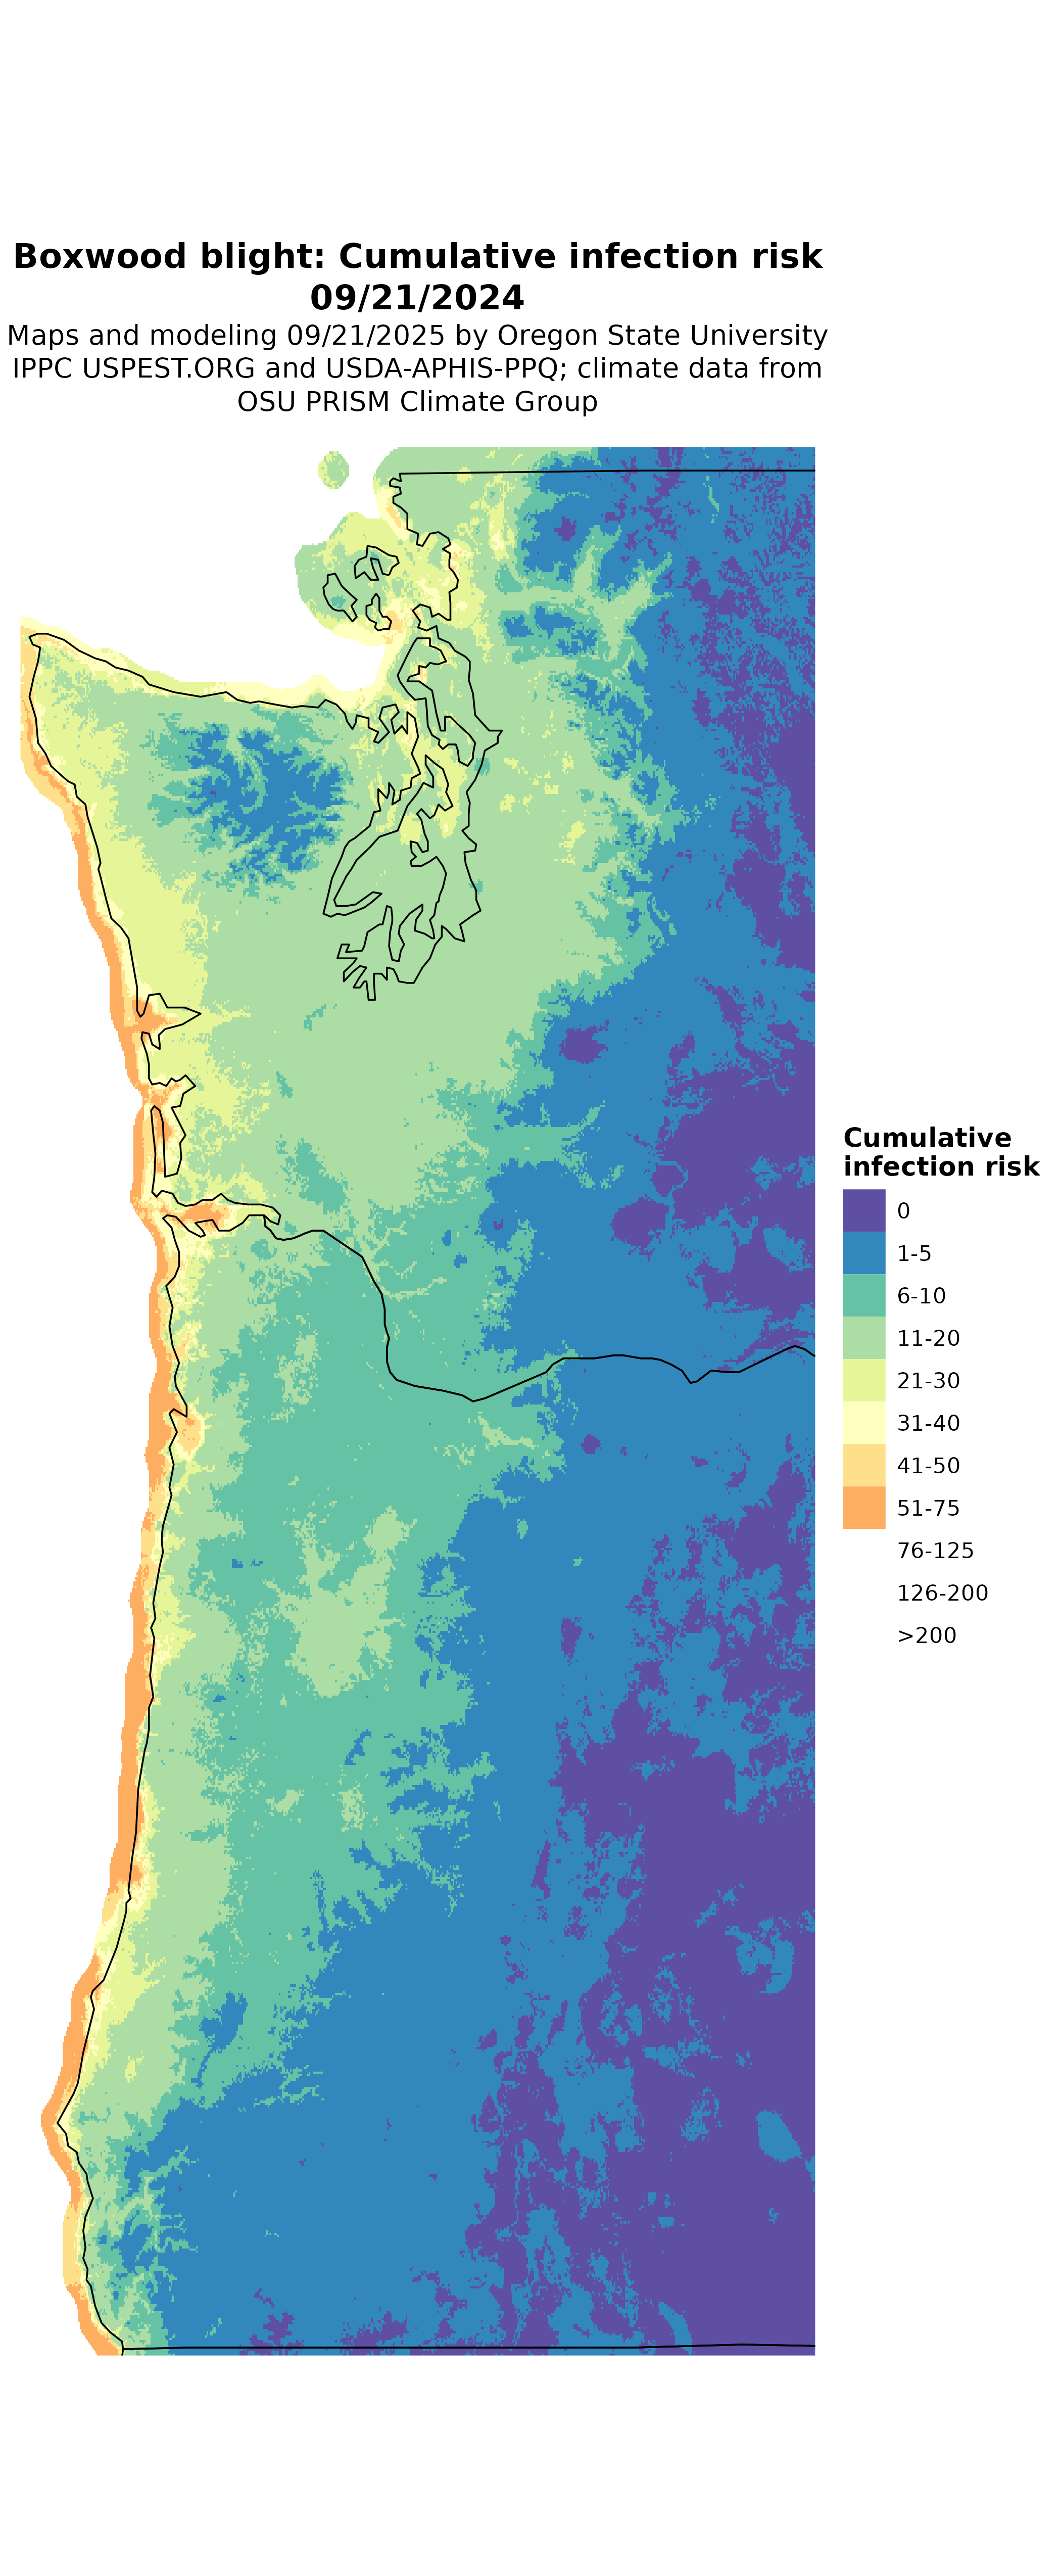 Boxwood blight: Cumulative infection risk
09/21/2024
Maps and modeling 09/21/2025 by Oregon State University
IPPC USPEST.ORG and USDA-APHIS-PPQ; climate data from
OSU PRISM Climate Group
Cumulative
infection risk
0
1-5
6-10
11-20
21-30
31-40
41-50
51-75
76-125
126-200
>200